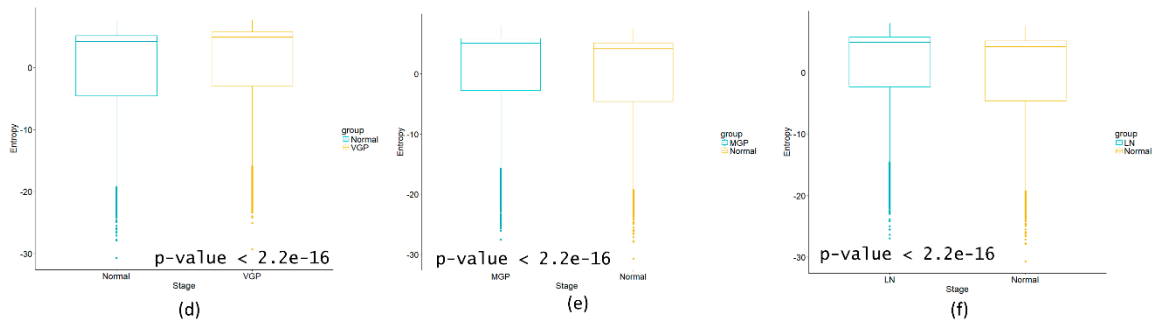 0
-10
-20
-30
Entropy
Normal
VGP
Stage
group
Normal
VGP
p-value < 2.2e-16
(d)
0
-10
-20
-30
Entropy
MGP
Normal
Stage
group
MGP
Normal
p-value < 2.2e-16
(e)
0
-10
-20
-30
Entropy
LN
Normal
Stage
group
LN
Normal
p-value < 2.2e-16
(f)